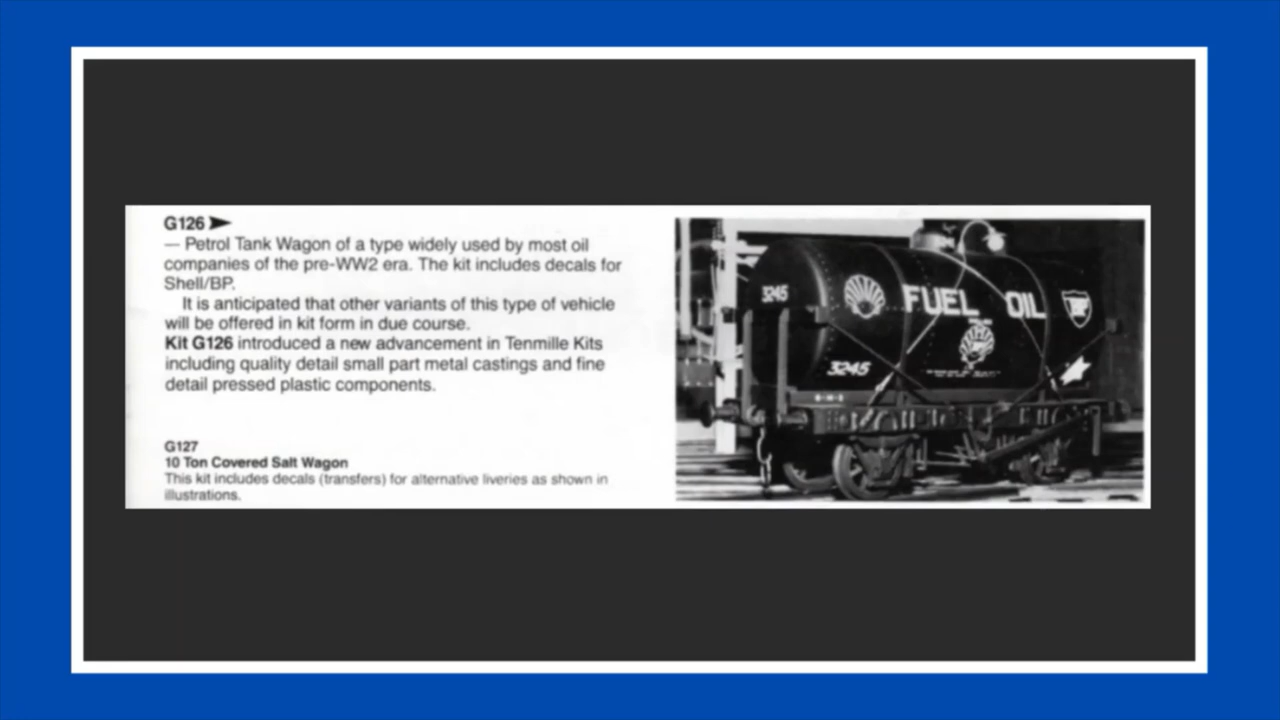 G126
— Petrol Tank Wagon of a type widely used by most oil
companies of the pre-WW2 era. The kit includes decals for
Shell/BP.
It is anticipated that other variants of this type of vehicle
will be offered in kit form in due course.
Kit G126 introduced a new advancement in Tenmille Kits
including quality detail small part metal castings and fine
detail pressed plastic components.
G127
10 Ton Covered Salt Wagon
This kit includes decals (transfers) for alternative liveries as shown in
illustrations.
3245
FUEL OIL
3245